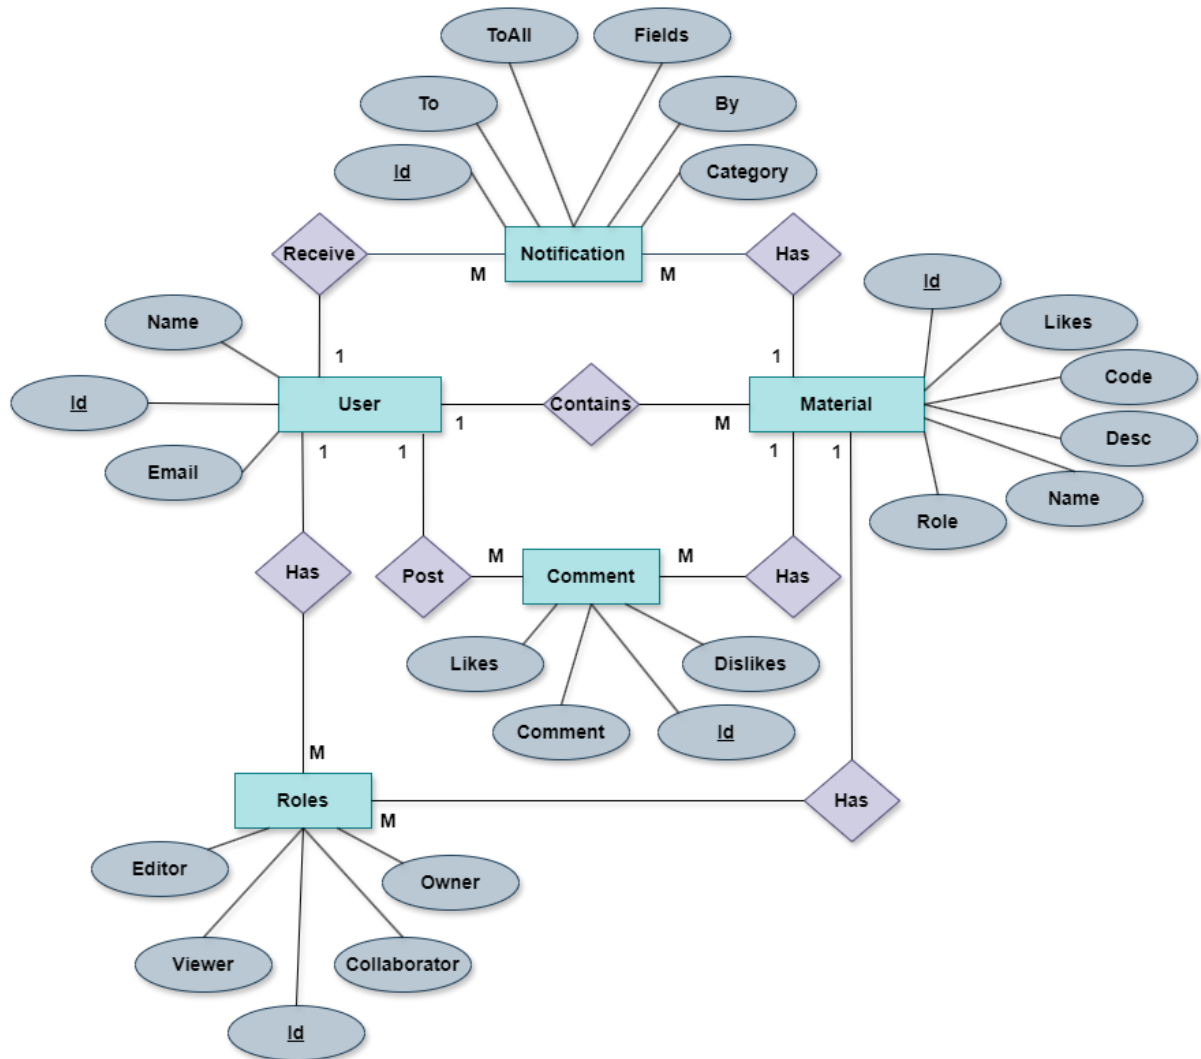 ToAll
Fields
To
By
Id
Category
Receive
Notification
Has
M
M
Id
Name
Likes
1
1
Code
Id
User
Contains
Material
1
M
Desc
Email
1
1
1
1
Name
Role
M
M
Has
Post
Comment
Has
Likes
Dislikes
Comment
Id
M
Roles
Has
M
Editor
Owner
Viewer
Collaborator
Id